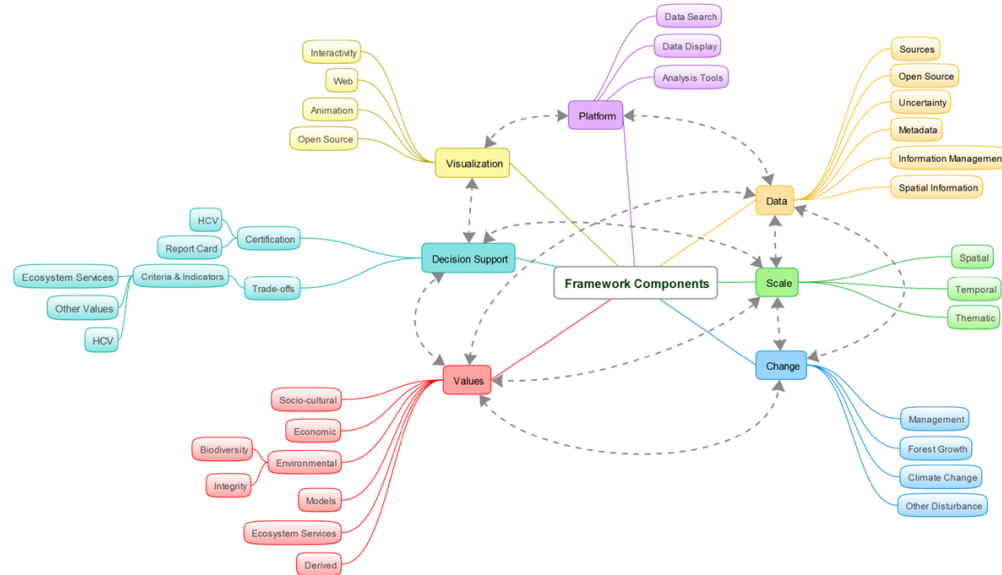 Data Search
Data Display
Analysis Tools
Platform
Interactivity
Web
Animation
Open Source
Visualization
Sources
Open Source
Uncertainty
Metadata
Information Management
Spatial Information
Data
HCV
Report Card
Certification
Ecosystem Services
Other Values
HCV
Criteria & Indicators
Trade-offs
Decision Support
Framework Components
Scale
Spatial
Temporal
Thematic
Values
Socio-cultural
Economic
Biodiversity
Integrity
Environmental
Models
Ecosystem Services
Derived
Change
Management
Forest Growth
Climate Change
Other Disturbance